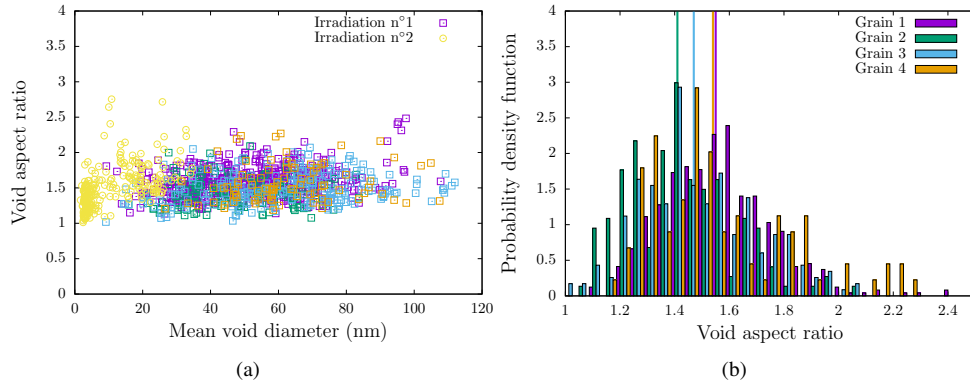 Irradiation n°1
Irradiation n°2
Void aspect ratio
4
3.5
3
2.5
2
1.5
1
0.5
0
0 20 40 60 80 100 120
Mean void diameter (nm)
(a)
Grain 1
Grain 2
Grain 3
Grain 4
Probability density function
4
3.5
3
2.5
2
1.5
1
0.5
0
1 1.2 1.4 1.6 1.8 2 2.2 2.4
Void aspect ratio
(b)